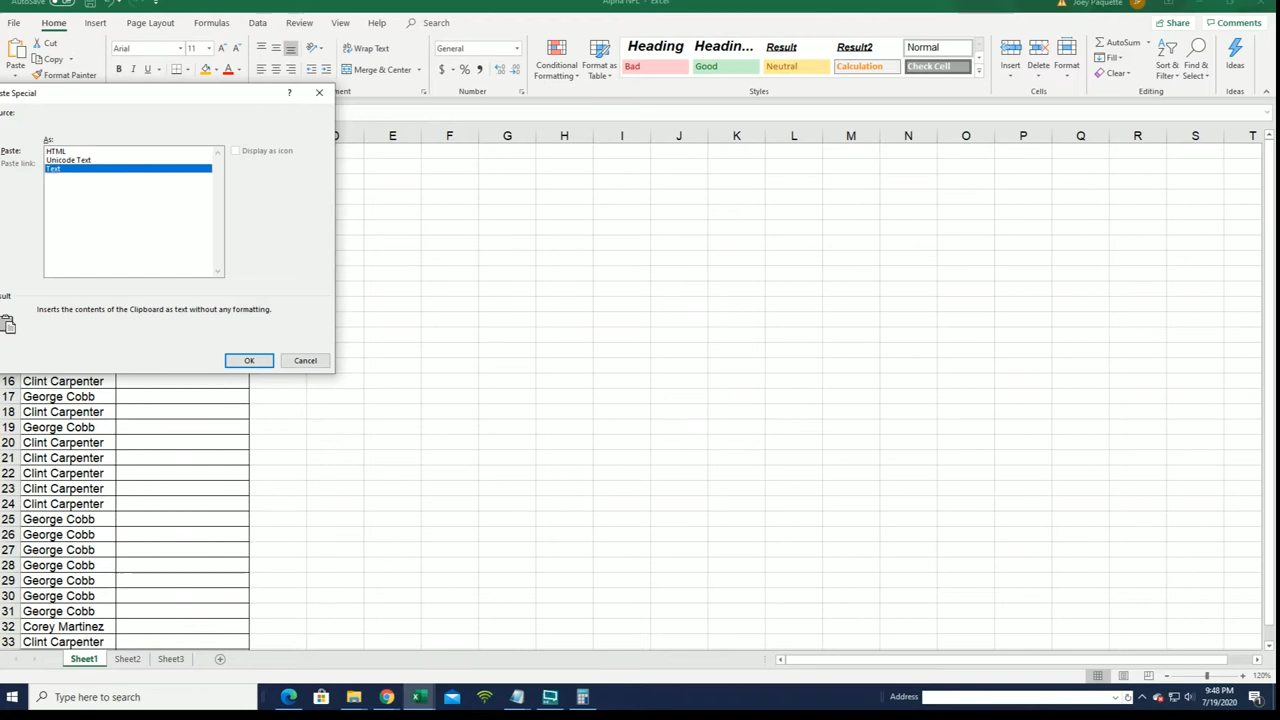 AutoSave
Alpha NFL - Excel
Joey Paquette
JP
File Home Insert Page Layout Formulas Data Review View Help Search
Share Comments
Paste
Cut
Copy
Format Painter
Arial 11
B I U
Wrap Text
Merge & Center
General
$ % ,
Number
Conditional Formatting
Format as Table
Heading Headin... Result Result2 Normal
Bad Good Neutral Calculation Check Cell
Styles
Insert Delete Format
Cells
AutoSum
Fill
Clear
Sort & Filter
Find & Select
Editing
Ideas
Ideas
ste Special ?
urce:
As:
Paste:
Paste link:
HTML
Unicode Text
Text
Display as icon
sult
Inserts the contents of the Clipboard as text without any formatting.
OK Cancel
D E F G H I J K L M N O P Q R S T
16 Clint Carpenter
17 George Cobb
18 Clint Carpenter
19 George Cobb
20 Clint Carpenter
21 Clint Carpenter
22 Clint Carpenter
23 Clint Carpenter
24 Clint Carpenter
25 George Cobb
26 George Cobb
27 George Cobb
28 George Cobb
29 George Cobb
30 George Cobb
31 George Cobb
32 Corey Martinez
33 Clint Carpenter
Sheet1 Sheet2 Sheet3
120%
Type here to search
Address
9:48 PM
7/19/2020